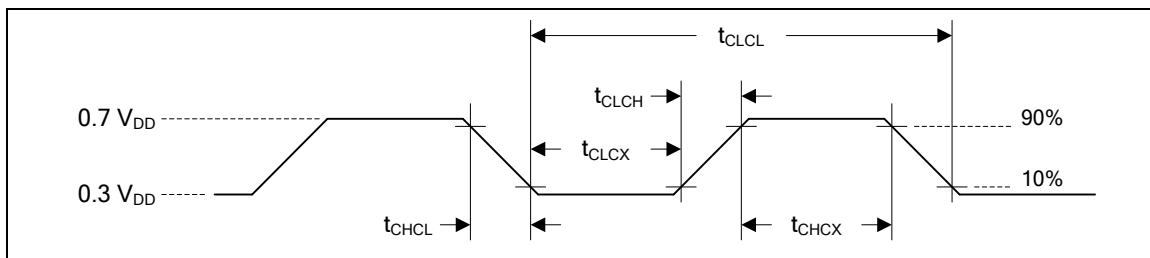 tCLCL
tCLCH
0.7 VDD
90%
tCLCX
0.3 VDD
10%
tCHCL
tCHCX